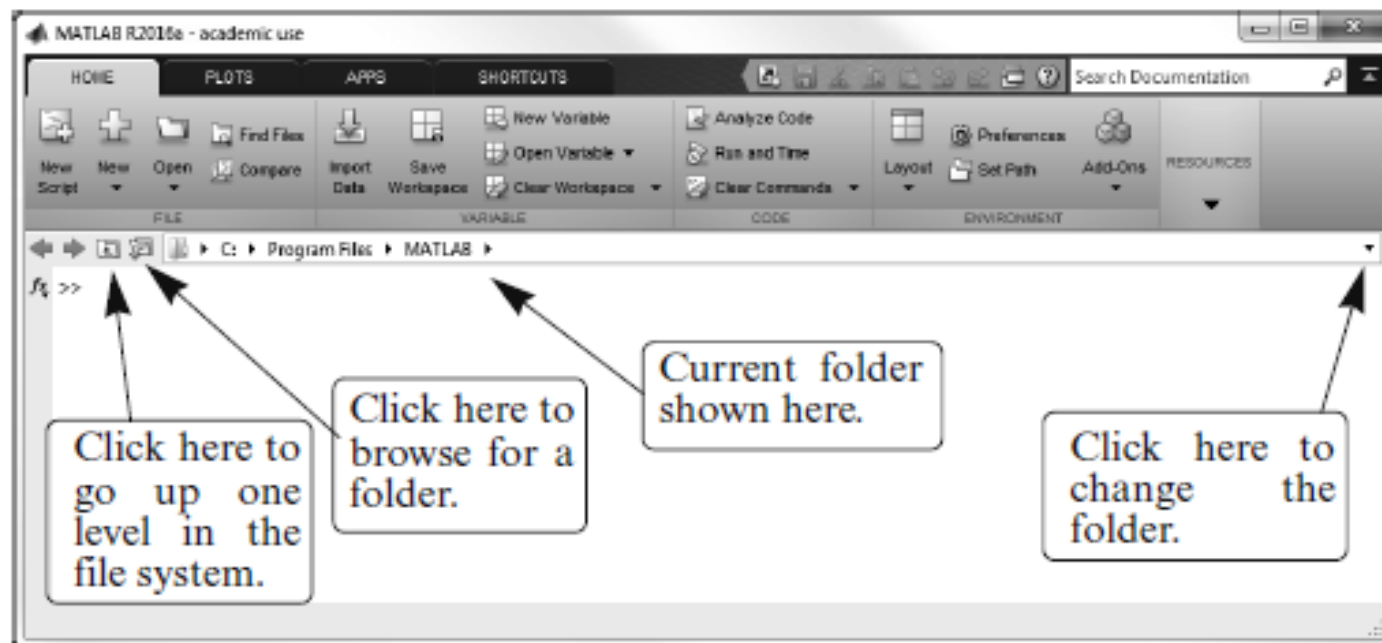 MATLAB R2016a - academic use
HOME PLOTS APPS SHORTCUTS Search Documentation
New Script
New
Open
Find Files
Compare
FILE
Import Data
Save Workspace
New Variable
Open Variable
Clear Workspace
VARIABLE
Analyze Code
Run and Time
Clear Commands
CODE
Layout
Preferences
Set Path
Add-Ons
ENVIRONMENT
RESOURCES
C: Program Files MATLAB
fx >>
Click here to
go up one
level in the
file system.
Click here to
browse for a
folder.
Current folder
shown here.
Click here to
change the
folder.